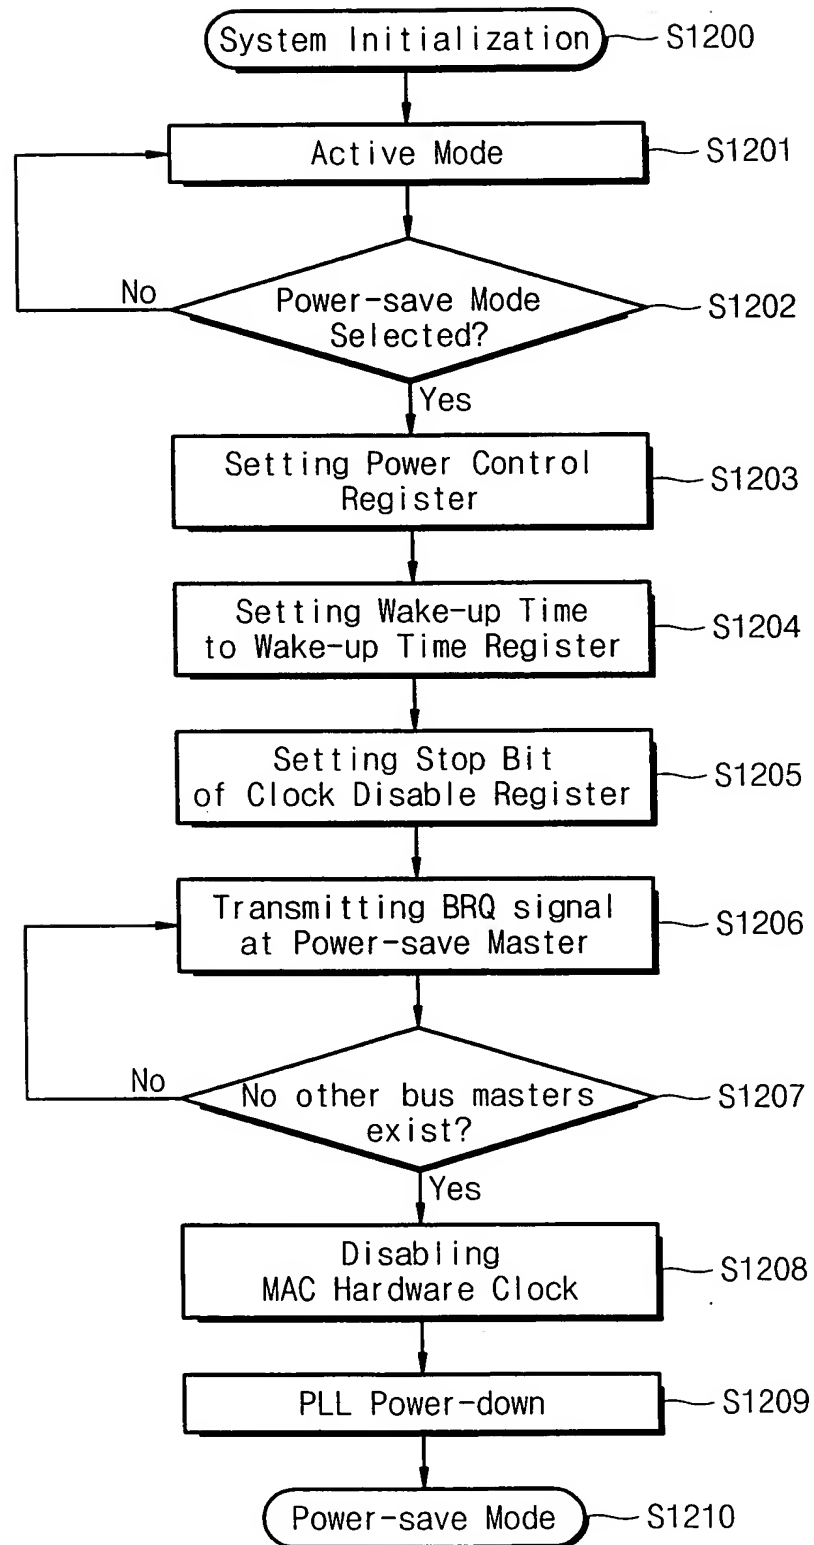 System Initialization
S1200
Active Mode
S1201
No
Power-save Mode
Selected?
S1202
Yes
Setting Power Control
Register
S1203
Setting Wake-up Time
to Wake-up Time Register
S1204
Setting Stop Bit
of Clock Disable Register
S1205
Transmitting BRQ signal
at Power-save Master
S1206
No
No other bus masters
exist?
S1207
Yes
Disabling
MAC Hardware Clock
S1208
PLL Power-down
S1209
Power-save Mode
S1210